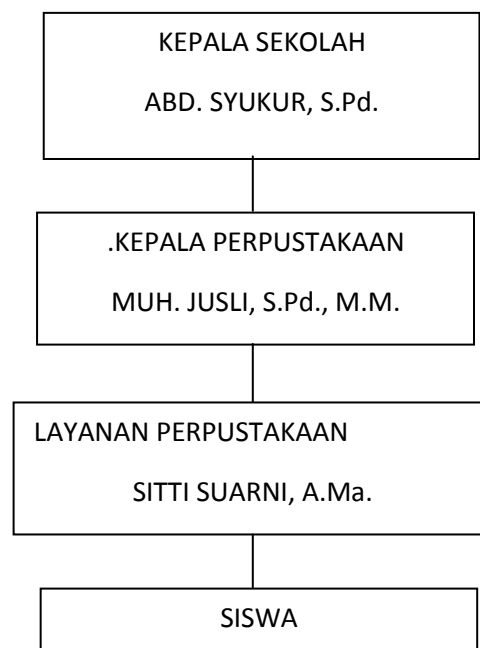 KEPALA SEKOLAH
ABD. SYUKUR, S.Pd.
.KEPALA PERPUSTAKAAN
MUH. JUSLI, S.Pd., M.M.
LAYANAN PERPUSTAKAAN
SITTI SUARNI, A.Ma.
SISWA